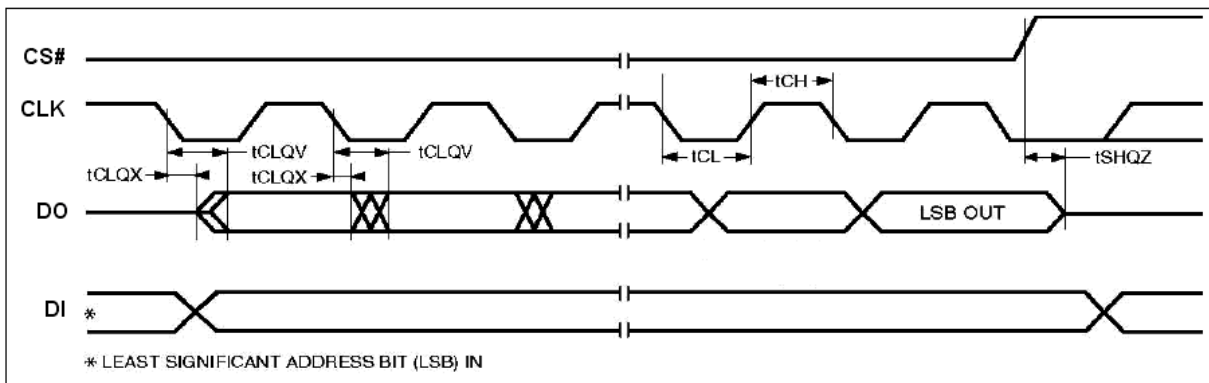 CS#
tCH
CLK
tCLQV
tCLQV
tCL
tSHQZ
tCLQX
tCLQX
DO
LSB OUT
DI
*
* LEAST SIGNIFICANT ADDRESS BIT (LSB) IN